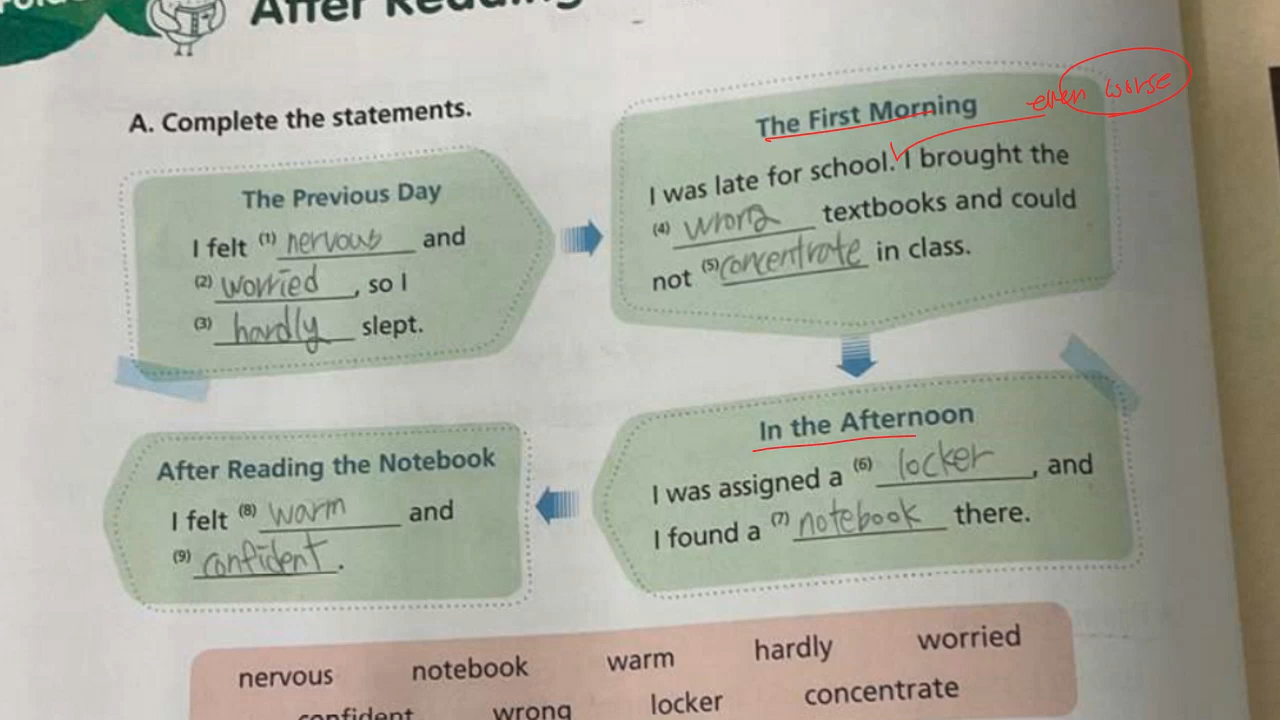 After Reading
A. Complete the statements.
The Previous Day
I felt (1) nervous and
(2) worried, so I
(3) hardly slept.
even worse
The First Morning
I was late for school. I brought the
(4) wrong textbooks and could
not (5) concentrate in class.
In the Afternoon
I was assigned a (6) locker, and
I found a (7) notebook there.
After Reading the Notebook
I felt (8) warm and
(9) confident.
nervous notebook warm hardly worried
confident wrong locker concentrate